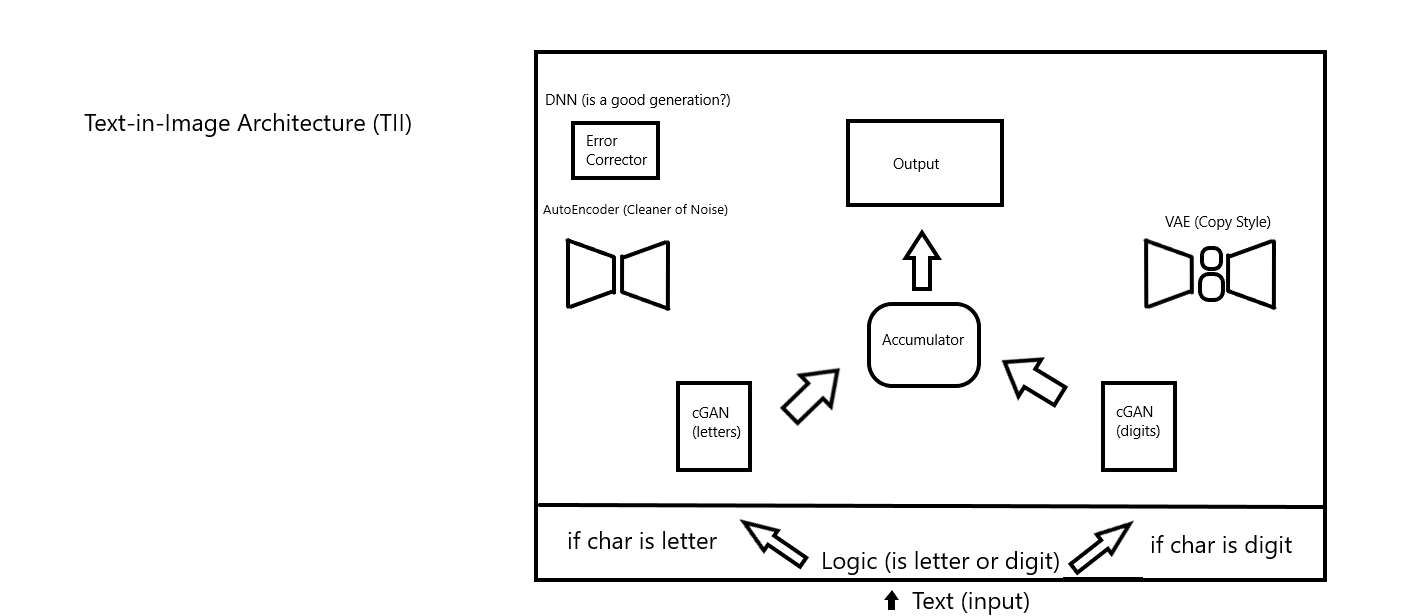 Text-in-Image Architecture (TII)
DNN (is a good generation?)
Error
Corrector
Output
AutoEncoder (Cleaner of Noise)
VAE (Copy Style)
Accumulator
cGAN
(letters)
cGAN
(digits)
if char is letter
Logic (is letter or digit)
if char is digit
Text (input)